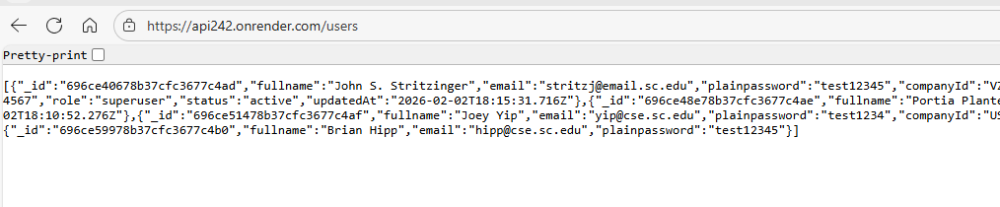 https://api242.onrender.com/users
Pretty-print
[{"_id":"696ce40678b37cfc3677c4ad","fullname":"John S. Stritzinger","email":"stritzj@email.sc.edu","plainpassword":"test12345","companyId":"VZ
4567","role":"superuser","status":"active","updatedAt":"2026-02-02T18:15:31.716Z"},{"_id":"696ce48e78b37cfc3677c4ae","fullname":"Portia Plante
02T18:10:52.276Z"},{"_id":"696ce51478b37cfc3677c4af","fullname":"Joey Yip","email":"yip@cse.sc.edu","plainpassword":"test1234","companyId":"US
{"_id":"696ce59978b37cfc3677c4b0","fullname":"Brian Hipp","email":"hipp@cse.sc.edu","plainpassword":"test12345"}]